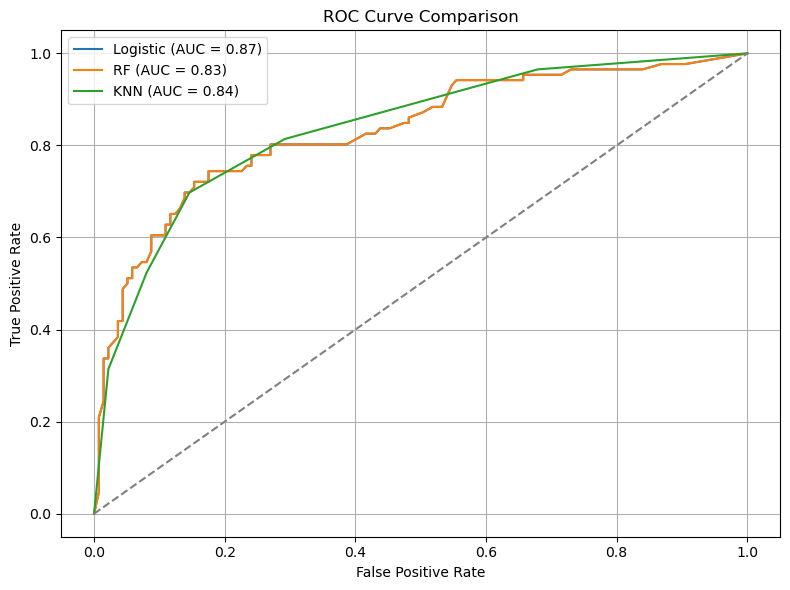 ROC Curve Comparison
Logistic (AUC = 0.87)
RF (AUC = 0.83)
KNN (AUC = 0.84)
True Positive Rate
1.0
0.8
0.6
0.4
0.2
0.0
0.0 0.2 0.4 0.6 0.8 1.0
False Positive Rate